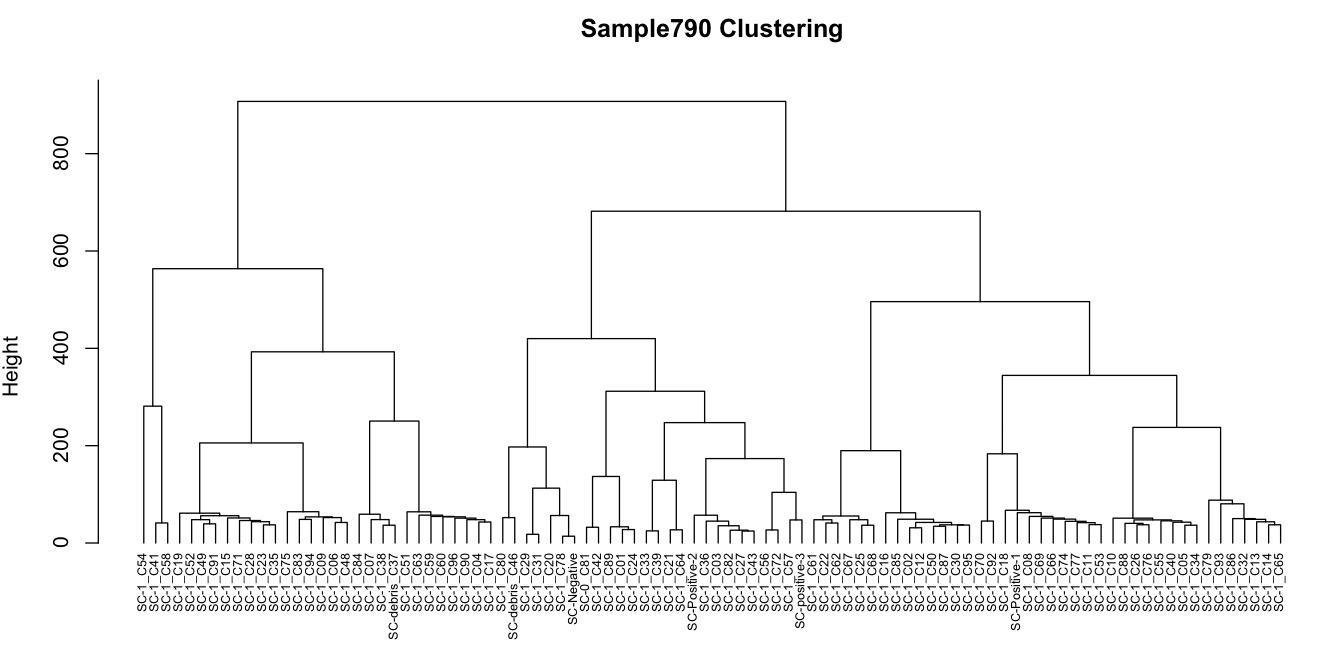 Sample790 Clustering
Height
0
200
400
600
800
SC-1_C54
SC-1_C41
SC-1_C58
SC-1_C19
SC-1_C52
SC-1_C49
SC-1_C91
SC-1_C15
SC-1_C71
SC-1_C28
SC-1_C23
SC-1_C35
SC-1_C75
SC-1_C83
SC-1_C94
SC-1_C09
SC-1_C06
SC-1_C48
SC-1_C84
SC-1_C07
SC-1_C38
SC-debris_C37
SC-1_C51
SC-1_C63
SC-1_C59
SC-1_C60
SC-1_C96
SC-1_C90
SC-1_C04
SC-1_C17
SC-1_C80
SC-debris_C46
SC-1_C29
SC-1_C31
SC-1_C20
SC-1_C78
SC-Negative
SC-0_C81
SC-1_C42
SC-1_C89
SC-1_C01
SC-1_C24
SC-1_C33
SC-1_C39
SC-1_C21
SC-1_C64
SC-Positive-2
SC-1_C36
SC-1_C03
SC-1_C82
SC-1_C27
SC-1_C43
SC-1_C56
SC-1_C72
SC-1_C57
SC-positive-3
SC-1_C61
SC-1_C22
SC-1_C62
SC-1_C67
SC-1_C25
SC-1_C68
SC-1_C16
SC-1_C85
SC-1_C02
SC-1_C12
SC-1_C50
SC-1_C87
SC-1_C30
SC-1_C95
SC-1_C70
SC-1_C92
SC-1_C18
SC-Positive-1
SC-1_C08
SC-1_C69
SC-1_C66
SC-1_C74
SC-1_C77
SC-1_C11
SC-1_C53
SC-1_C10
SC-1_C88
SC-1_C26
SC-1_C76
SC-1_C55
SC-1_C40
SC-1_C05
SC-1_C34
SC-1_C79
SC-1_C93
SC-1_C86
SC-1_C32
SC-1_C13
SC-1_C14
SC-1_C65